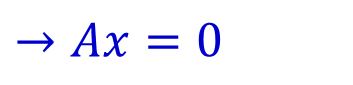 → 𝐴𝑥 = 0